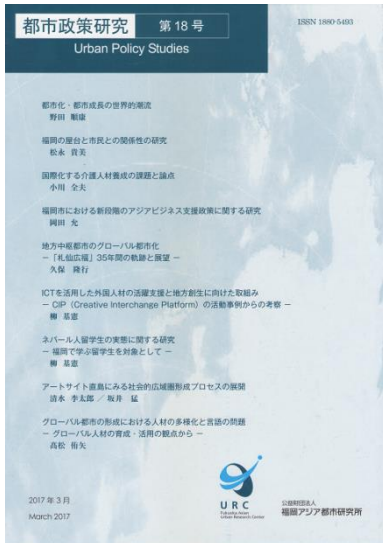 都市政策研究 第18号
ISSN 1880-5493
Urban Policy Studies
都市化・都市成長の世界的潮流
野田 順康
福岡の屋台と市民との関係性の研究
松永 貴美
国際化する介護人材養成の課題と論点
小川 全夫
福岡市における新段階のアジアビジネス支援政策に関する研究
岡田 允
地方中枢都市のグローバル都市化
－「札仙広福」35年間の軌跡と展望－
久保 隆行
ICTを活用した外国人材の活躍支援と地方創生に向けた取組み
－ CIP（Creative Interchange Platform）の活動事例からの考察 －
柳 基憲
ネパール人留学生の実態に関する研究
－ 福岡で学ぶ留学生を対象として －
柳 基憲
アートサイト直島にみる社会的広域圏形成プロセスの展開
清水 李太郎 ／ 坂井 猛
グローバル都市の形成における人材の多様化と言語の問題
－ グローバル人材の育成・活用の観点から －
髙松 侑矢
2017年3月
March 2017
URC
Fukuoka Asian
Urban Research Center
公益財団法人
福岡アジア都市研究所